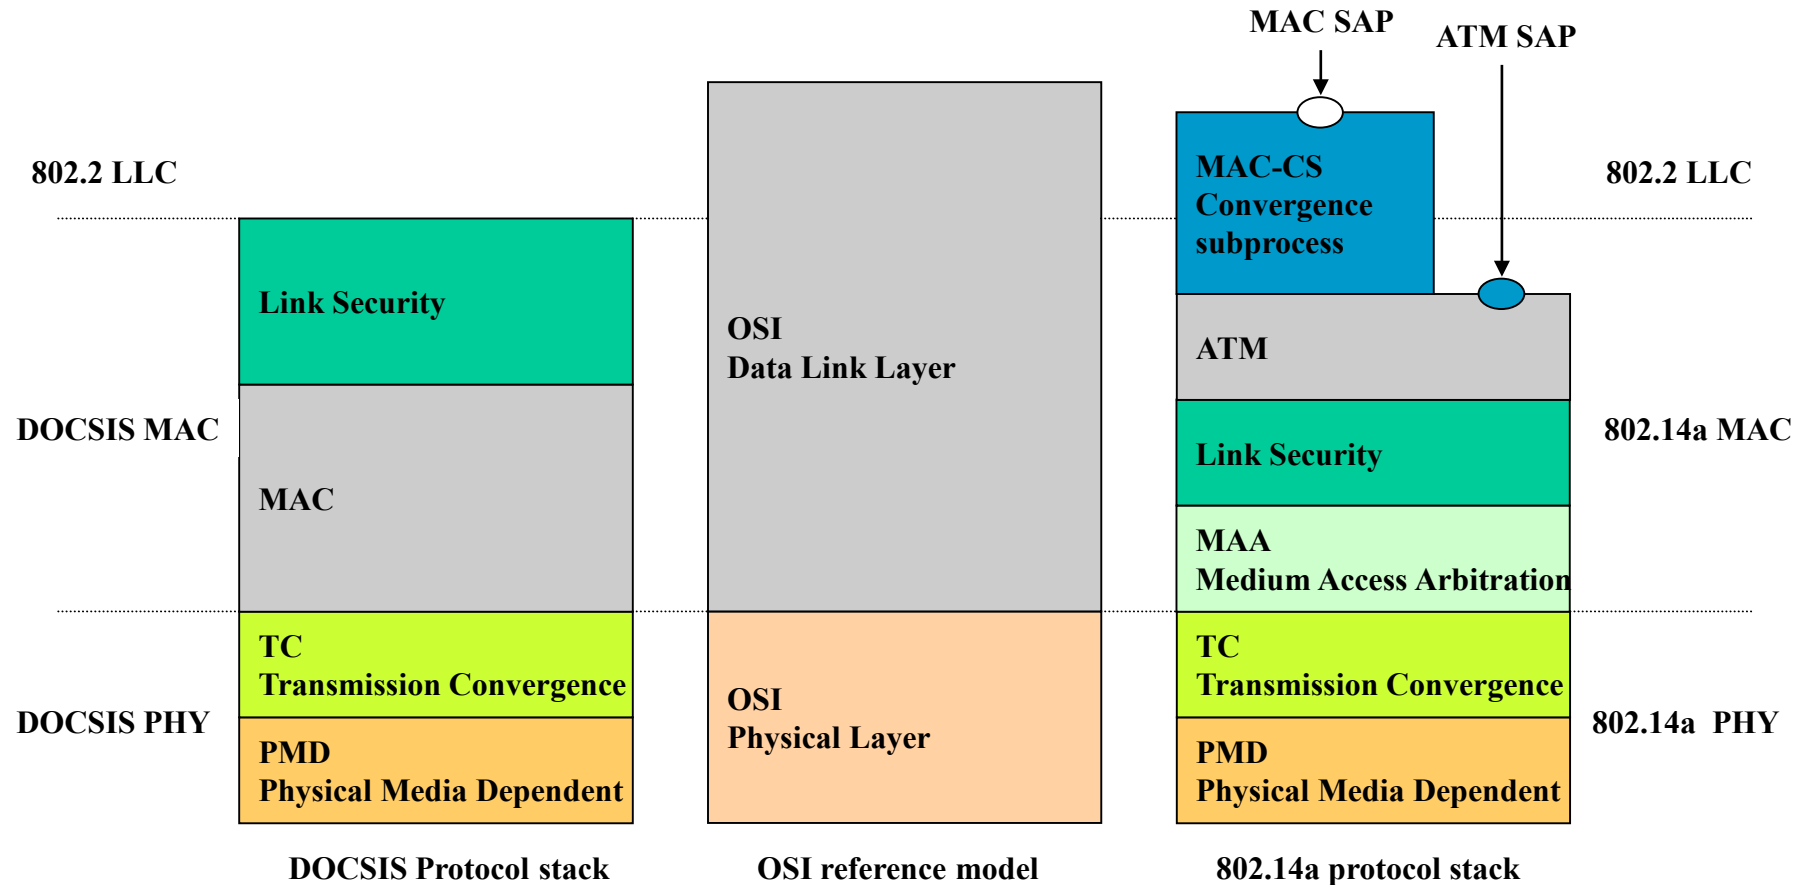 MAC SAP
ATM SAP
802.2 LLC
MAC-CS
Convergence
subprocess
802.2 LLC
Link Security
OSI
Data Link Layer
ATM
DOCSIS MAC
MAC
Link Security
802.14a MAC
MAA
Medium Access Arbitration
TC
Transmission Convergence
TC
Transmission Convergence
DOCSIS PHY
OSI
Physical Layer
802.14a PHY
PMD
Physical Media Dependent
PMD
Physical Media Dependent
DOCSIS Protocol stack
OSI reference model
802.14a protocol stack